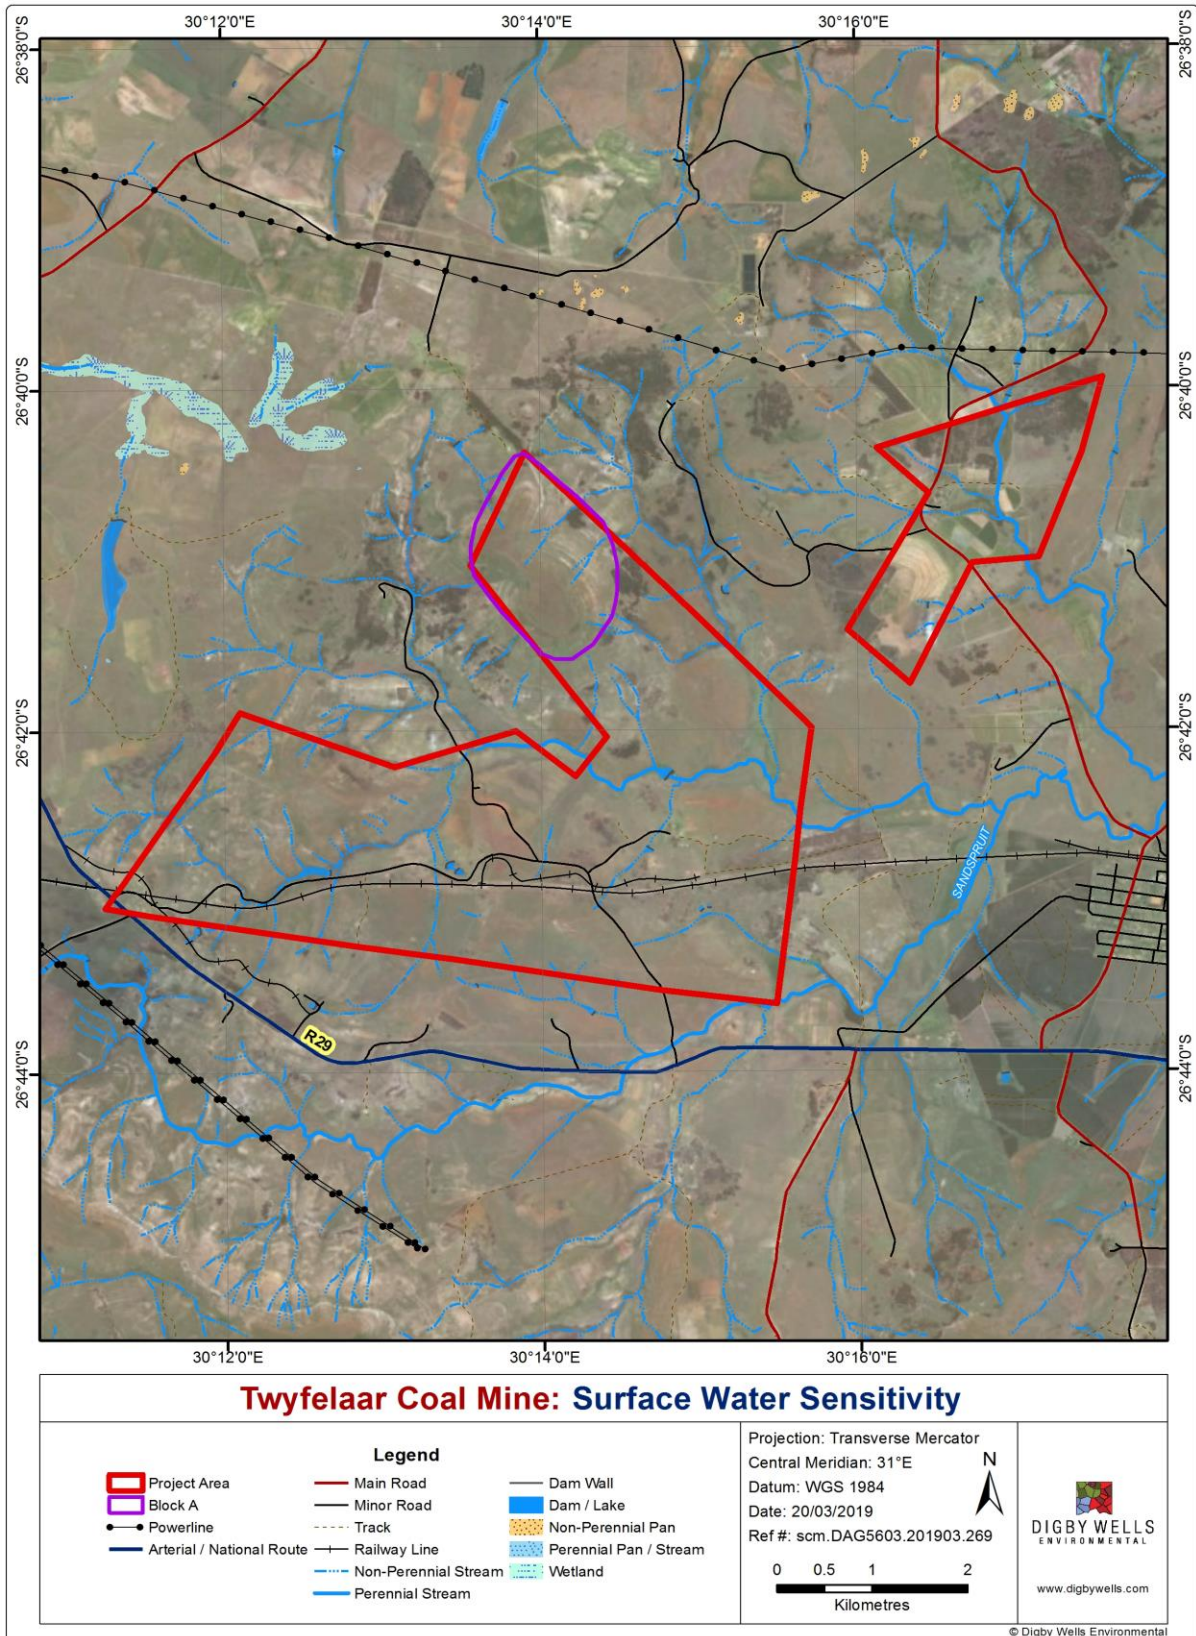 30°12'0"E 30°14'0"E 30°16'0"E
26°38'0"S 26°38'0"S
26°40'0"S 26°40'0"S
26°42'0"S 26°42'0"S
SANDSPRUIT
R29
26°44'0"S 26°44'0"S
30°12'0"E 30°14'0"E 30°16'0"E
Twyfelaar Coal Mine: Surface Water Sensitivity
Legend
Project Area
Block A
Powerline
Arterial / National Route
Main Road
Minor Road
Track
Railway Line
Non-Perennial Stream
Perennial Stream
Dam Wall
Dam / Lake
Non-Perennial Pan
Perennial Pan / Stream
Wetland
Projection: Transverse Mercator
Central Meridian: 31°E
Datum: WGS 1984
Date: 20/03/2019
Ref #: scm.DAG5603.201903.269
N
0 0.5 1 2
Kilometres
DIGBY WELLS
ENVIRONMENTAL
www.digbywells.com
© Digby Wells Environmental